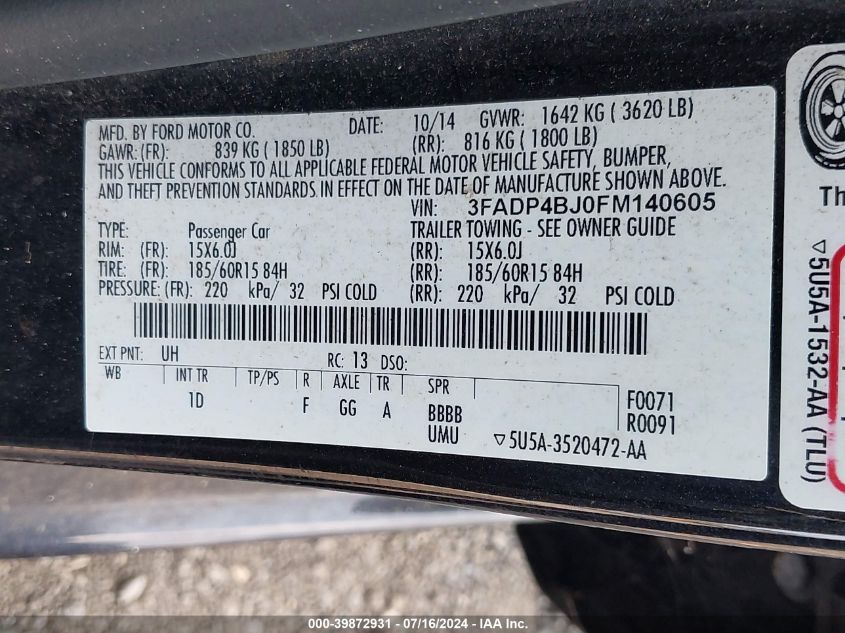 MFD. BY FORD MOTOR CO. DATE: 10/14 GVWR: 1642 KG ( 3620 LB)
GAWR: (FR): 839 KG ( 1850 LB) (RR): 816 KG ( 1800 LB)
THIS VEHICLE CONFORMS TO ALL APPLICABLE FEDERAL MOTOR VEHICLE SAFETY, BUMPER,
AND THEFT PREVENTION STANDARDS IN EFFECT ON THE DATE OF MANUFACTURE SHOWN ABOVE.
VIN: 3FADP4BJ0FM140605
TYPE: Passenger Car TRAILER TOWING - SEE OWNER GUIDE
RIM: (FR): 15X6.0J (RR): 15X6.0J
TIRE: (FR): 185/60R15 84H (RR): 185/60R15 84H
PRESSURE: (FR): 220 kPa/ 32 PSI COLD (RR): 220 kPa/ 32 PSI COLD
EXT PNT: UH RC: 13 DSO:
WB INT TR TP/PS R AXLE TR SPR F0071
1D F GG A BBBB R0091
UMU ▽5U5A-3520472-AA
Th
▽5U5A-1532-AA (TLU)
000-39872931 - 07/16/2024 - IAA Inc.